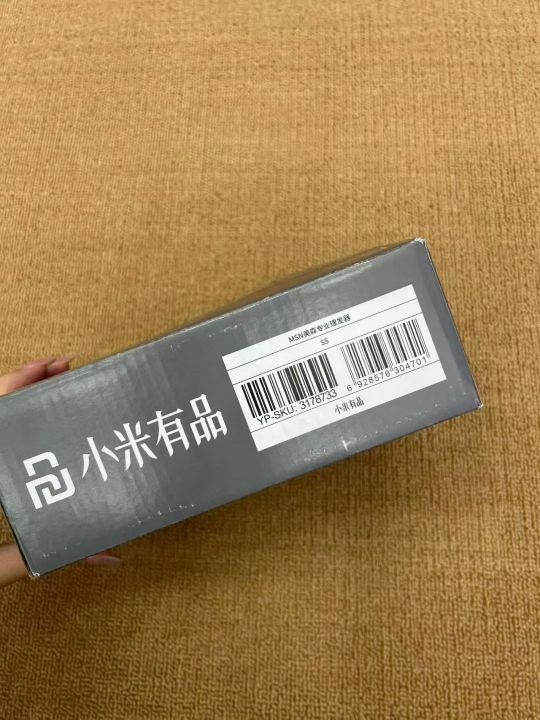 小米有品
MSN美森专业理发器
S5
YP-SKU: 3178733
6 928576 304701
小米有品